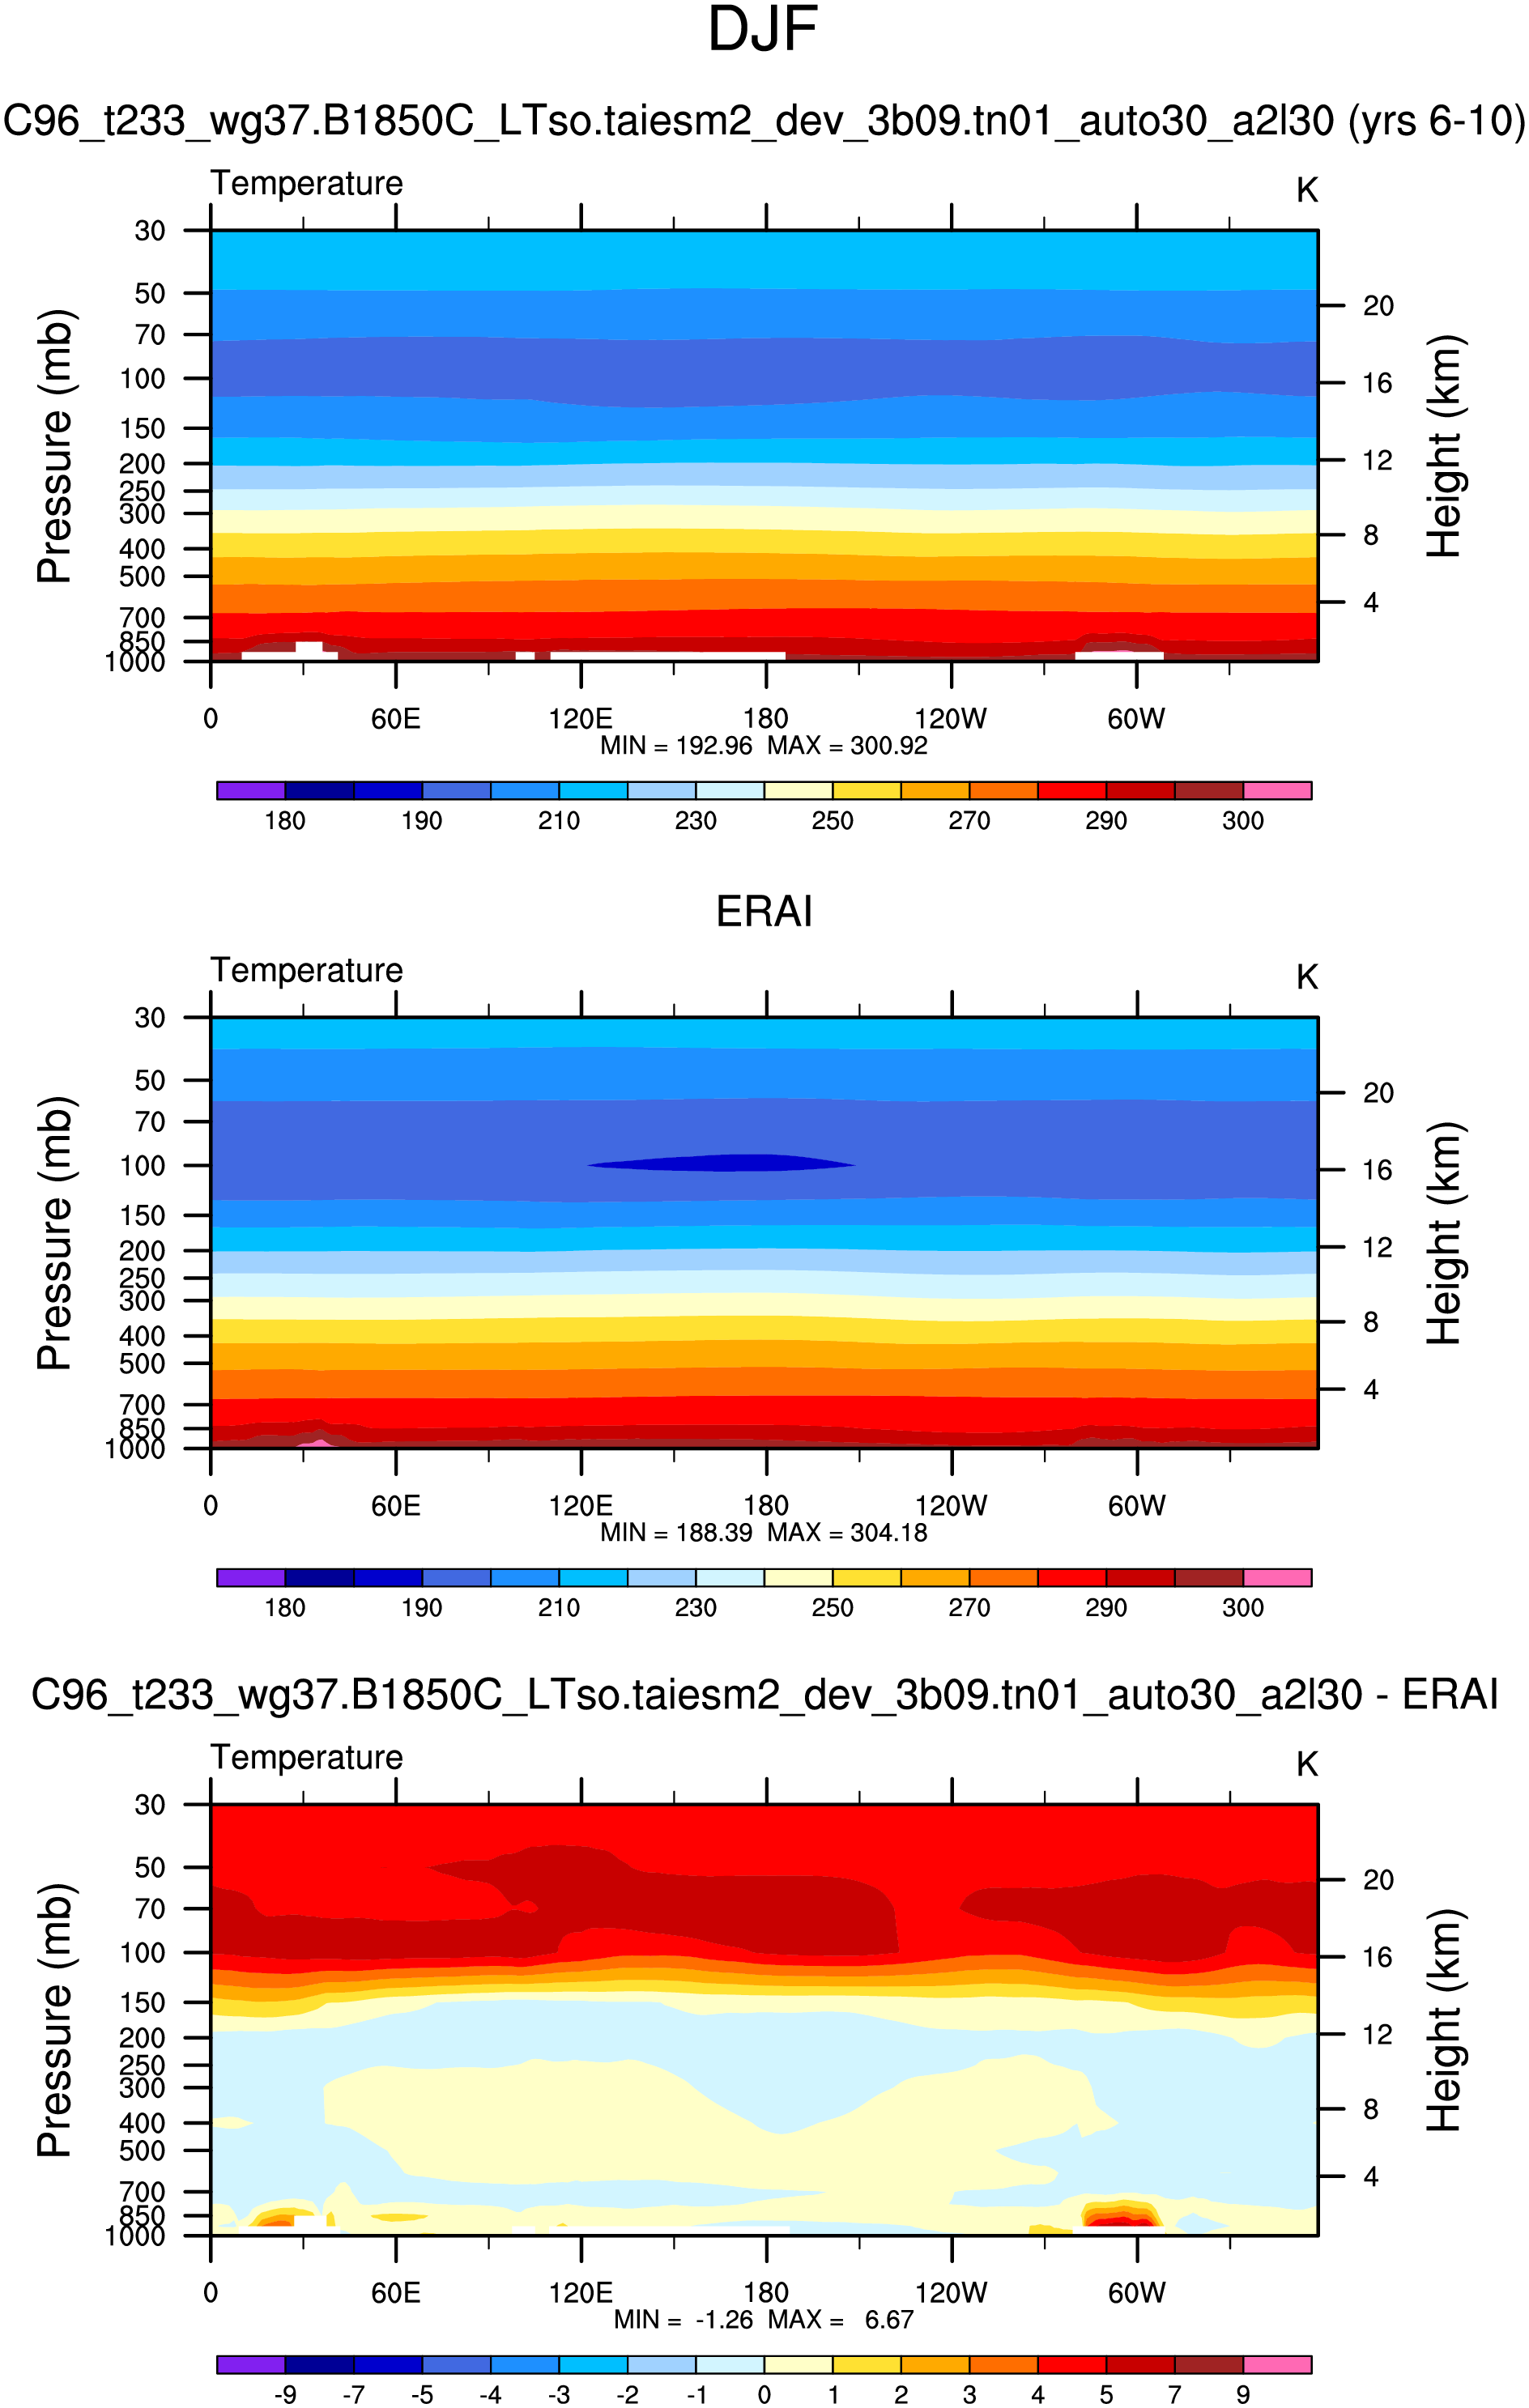 DJF
C96_t233_wg37.B1850C_LTso.taiesm2_dev_3b09.tn01_auto30_a2l30 (yrs 6-10)
Temperature K
30
50
70
100
150
200
250
300
400
500
700
850
1000
Pressure (mb)
20
16
12
8
4
Height (km)
0 60E 120E 180 120W 60W
MIN = 192.96 MAX = 300.92
180 190 210 230 250 270 290 300
ERAI
Temperature K
30
50
70
100
150
200
250
300
400
500
700
850
1000
Pressure (mb)
20
16
12
8
4
Height (km)
0 60E 120E 180 120W 60W
MIN = 188.39 MAX = 304.18
180 190 210 230 250 270 290 300
C96_t233_wg37.B1850C_LTso.taiesm2_dev_3b09.tn01_auto30_a2l30 - ERAI
Temperature K
30
50
70
100
150
200
250
300
400
500
700
850
1000
Pressure (mb)
20
16
12
8
4
Height (km)
0 60E 120E 180 120W 60W
MIN = -1.26 MAX = 6.67
-9 -7 -5 -4 -3 -2 -1 0 1 2 3 4 5 7 9